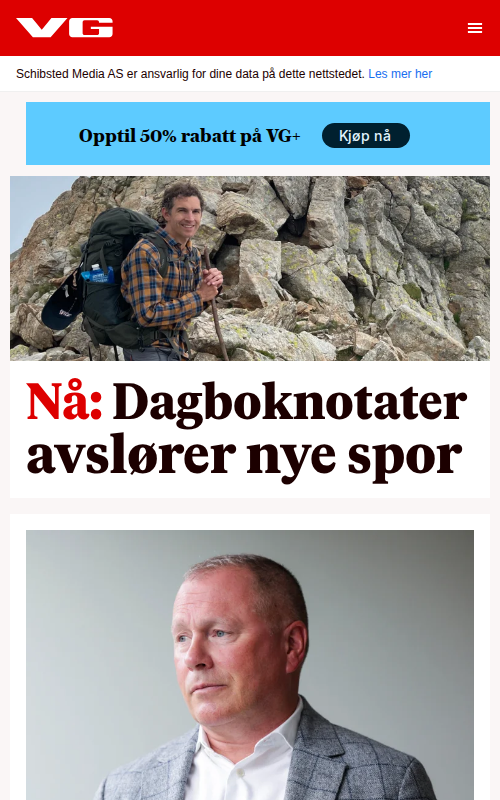 VG
Schibsted Media AS er ansvarlig for dine data på dette nettstedet. Les mer her
Opptil 50% rabatt på VG+
Kjøp nå
Nå: Dagboknotater
avslører nye spor